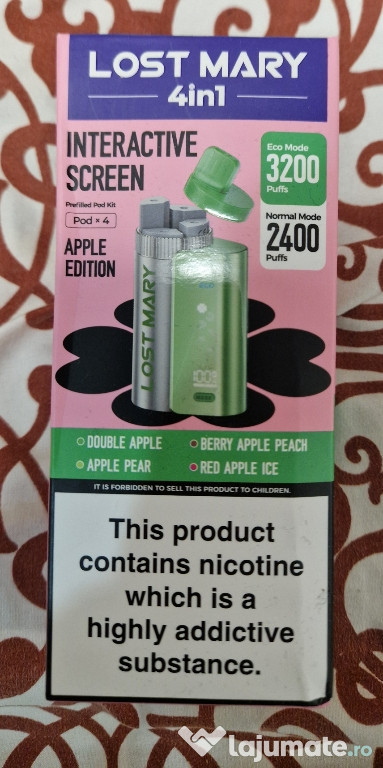 LOST MARY
4in1
INTERACTIVE
SCREEN
Prefilled Pod Kit
Pod × 4
APPLE
EDITION
Eco Mode
3200
Puffs
Normal Mode
2400
Puffs
LOST MARY
DOUBLE APPLE
BERRY APPLE PEACH
APPLE PEAR
RED APPLE ICE
IT IS FORBIDDEN TO SELL THIS PRODUCT TO CHILDREN.
This product
contains nicotine
which is a
highly addictive
substance.
lajumate.ro